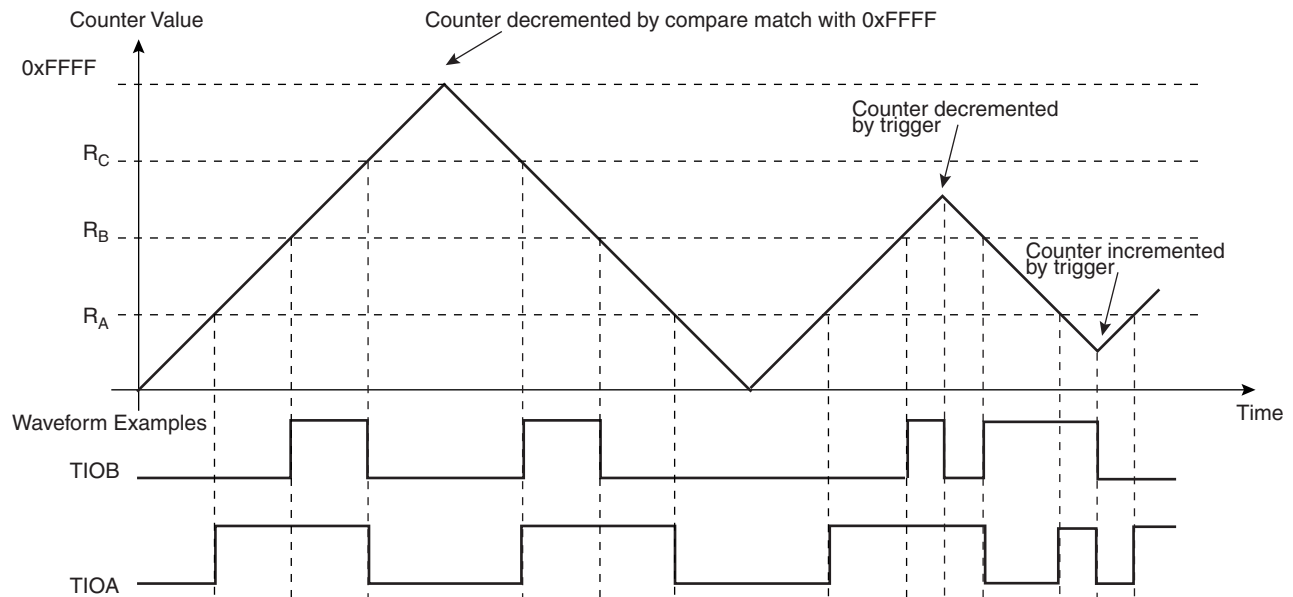 Counter Value
Counter decremented by compare match with 0xFFFF
0xFFFF
Counter decremented
by trigger
RC
RB
Counter incremented
by trigger
RA
Time
Waveform Examples
TIOB
TIOA